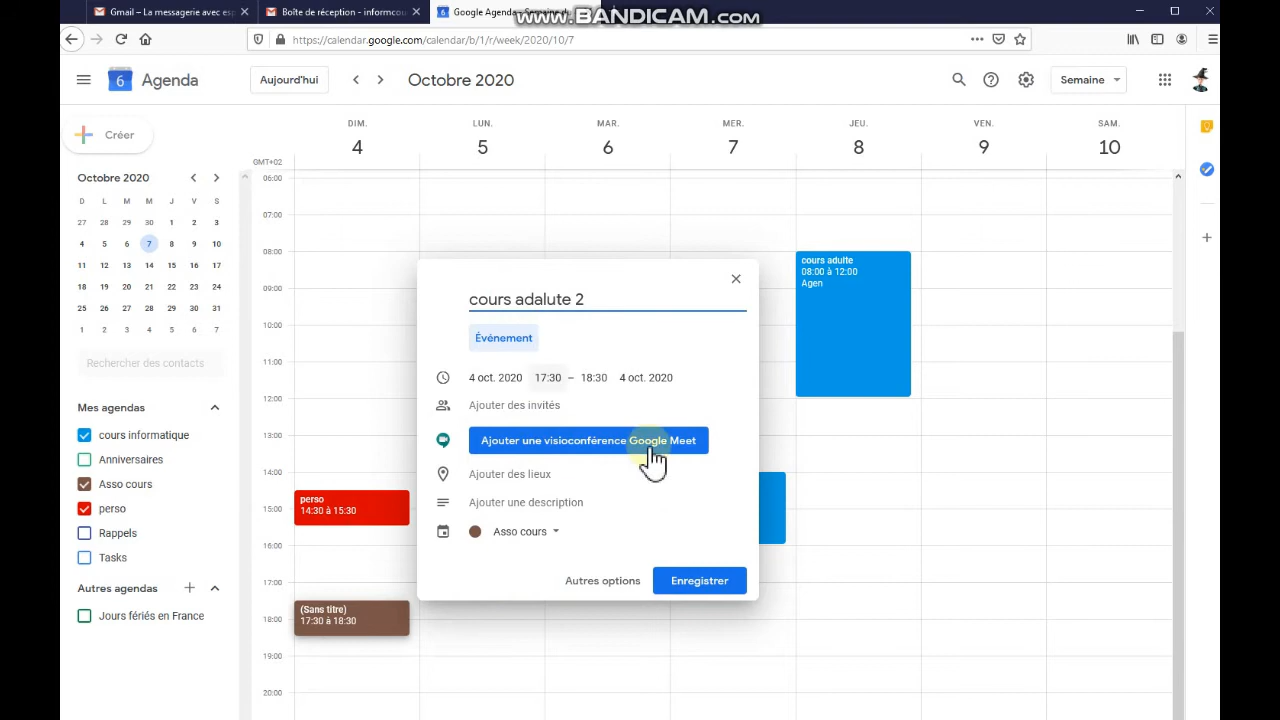 www.BANDICAM.com
Gmail – La messagerie avec esp
Boîte de réception – informcou
Google Agenda – Semaine du
https://calendar.google.com/calendar/b/1/r/week/2020/10/7
6 Agenda
Aujourd'hui
Octobre 2020
Semaine
Créer
DIM. LUN. MAR. MER. JEU. VEN. SAM.
4 5 6 7 8 9 10
GMT+02
Octobre 2020
D L M M J V S
27 28 29 30 1 2 3
4 5 6 7 8 9 10
11 12 13 14 15 16 17
18 19 20 21 22 23 24
25 26 27 28 29 30 31
1 2 3 4 5 6 7
Rechercher des contacts
Mes agendas
cours informatique
Anniversaires
Asso cours
perso
Rappels
Tasks
Autres agendas
Jours fériés en France
06:00
07:00
08:00
09:00
10:00
11:00
12:00
13:00
14:00
15:00
16:00
17:00
18:00
19:00
20:00
perso
14:30 à 15:30
(Sans titre)
17:30 à 18:30
cours adalute 2
Événement
4 oct. 2020 17:30 – 18:30 4 oct. 2020
Ajouter des invités
Ajouter une visioconférence Google Meet
Ajouter des lieux
Ajouter une description
Asso cours
Autres options
Enregistrer
cours adulte
08:00 à 12:00
Agen